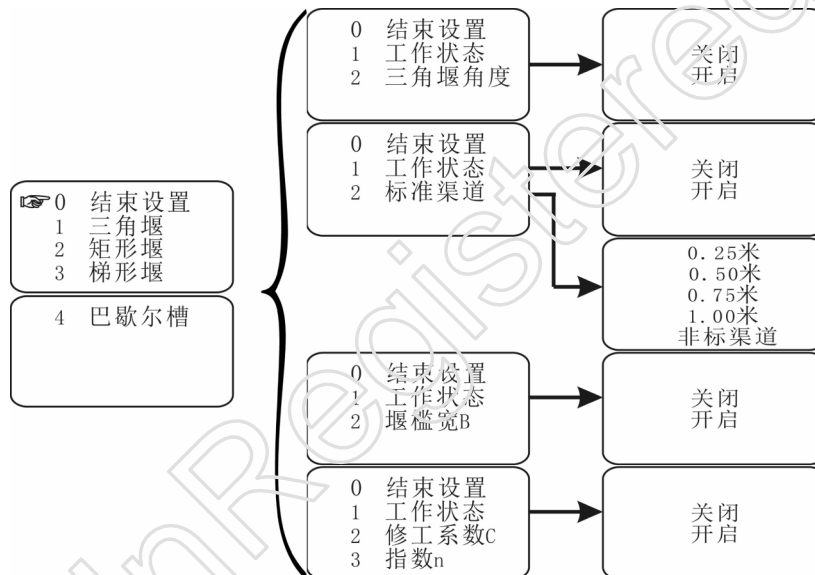 0 结束设置
1 三角堰
2 矩形堰
3 梯形堰
4 巴歇尔槽
0 结束设置
1 工作状态
2 三角堰角度
关闭
开启
0 结束设置
1 工作状态
2 标准渠道
关闭
开启
0.25米
0.50米
0.75米
1.00米
非标渠道
0 结束设置
1 工作状态
2 堰槛宽B
关闭
开启
0 结束设置
1 工作状态
2 修工系数C
3 指数n
关闭
开启
UnRegistered